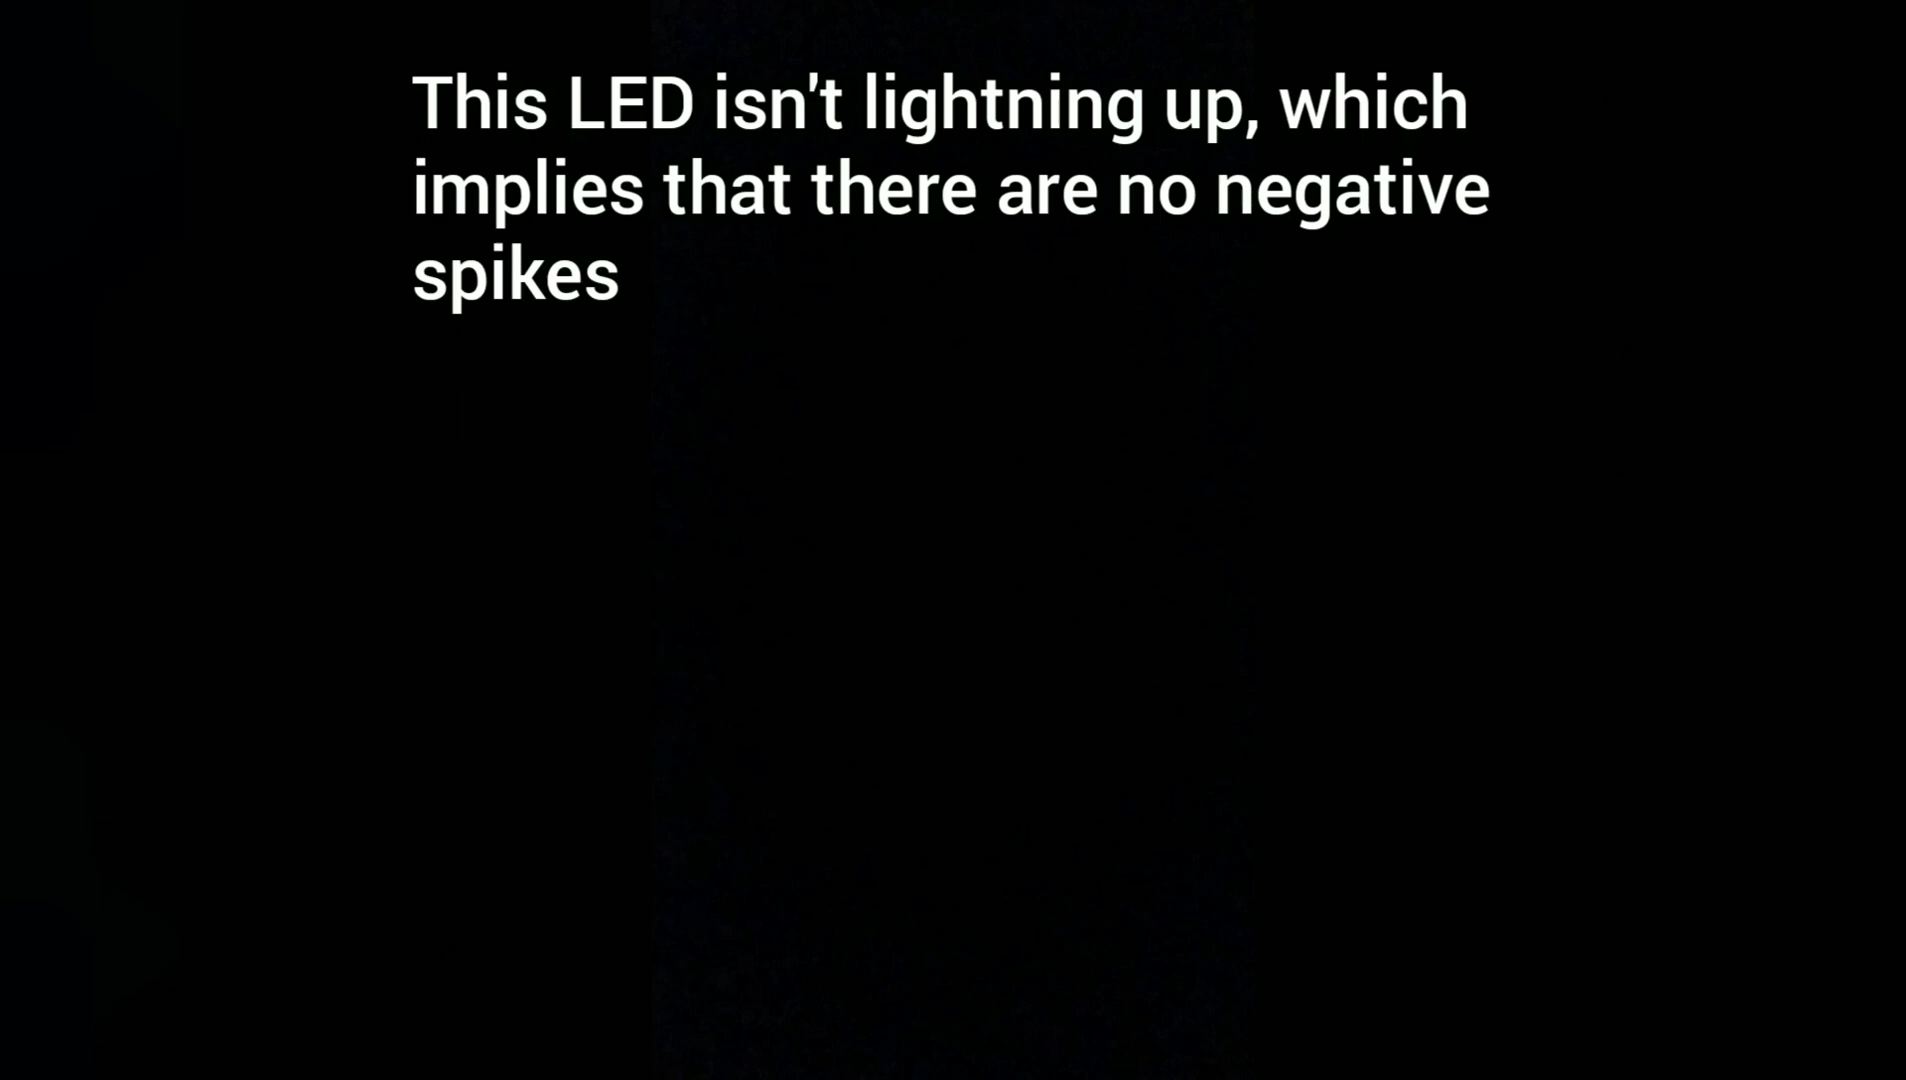 This LED isn't lightning up, which
implies that there are no negative
spikes